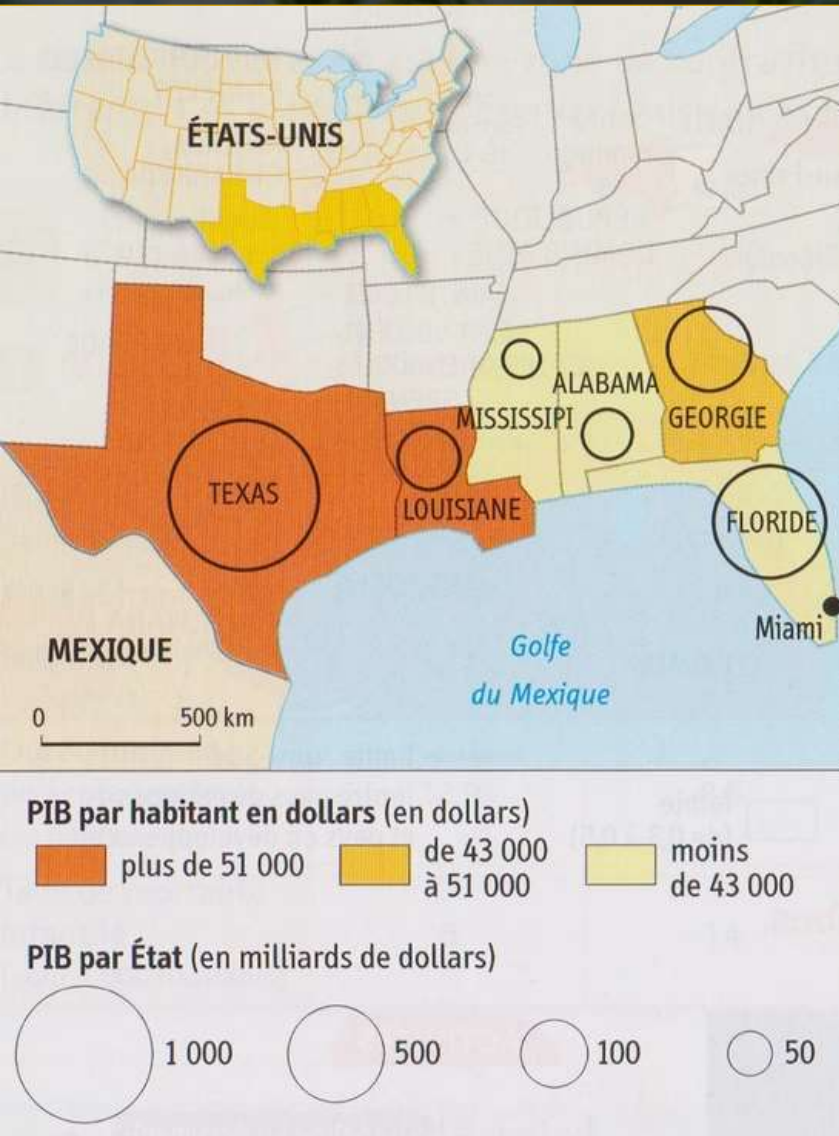 ÉTATS-UNIS
ALABAMA
MISSISSIPI
GEORGIE
TEXAS
LOUISIANE
FLORIDE
Miami
MEXIQUE
Golfe
du Mexique
0 500 km
PIB par habitant en dollars (en dollars)
plus de 51 000
de 43 000
à 51 000
moins
de 43 000
PIB par État (en milliards de dollars)
1 000
500
100
50